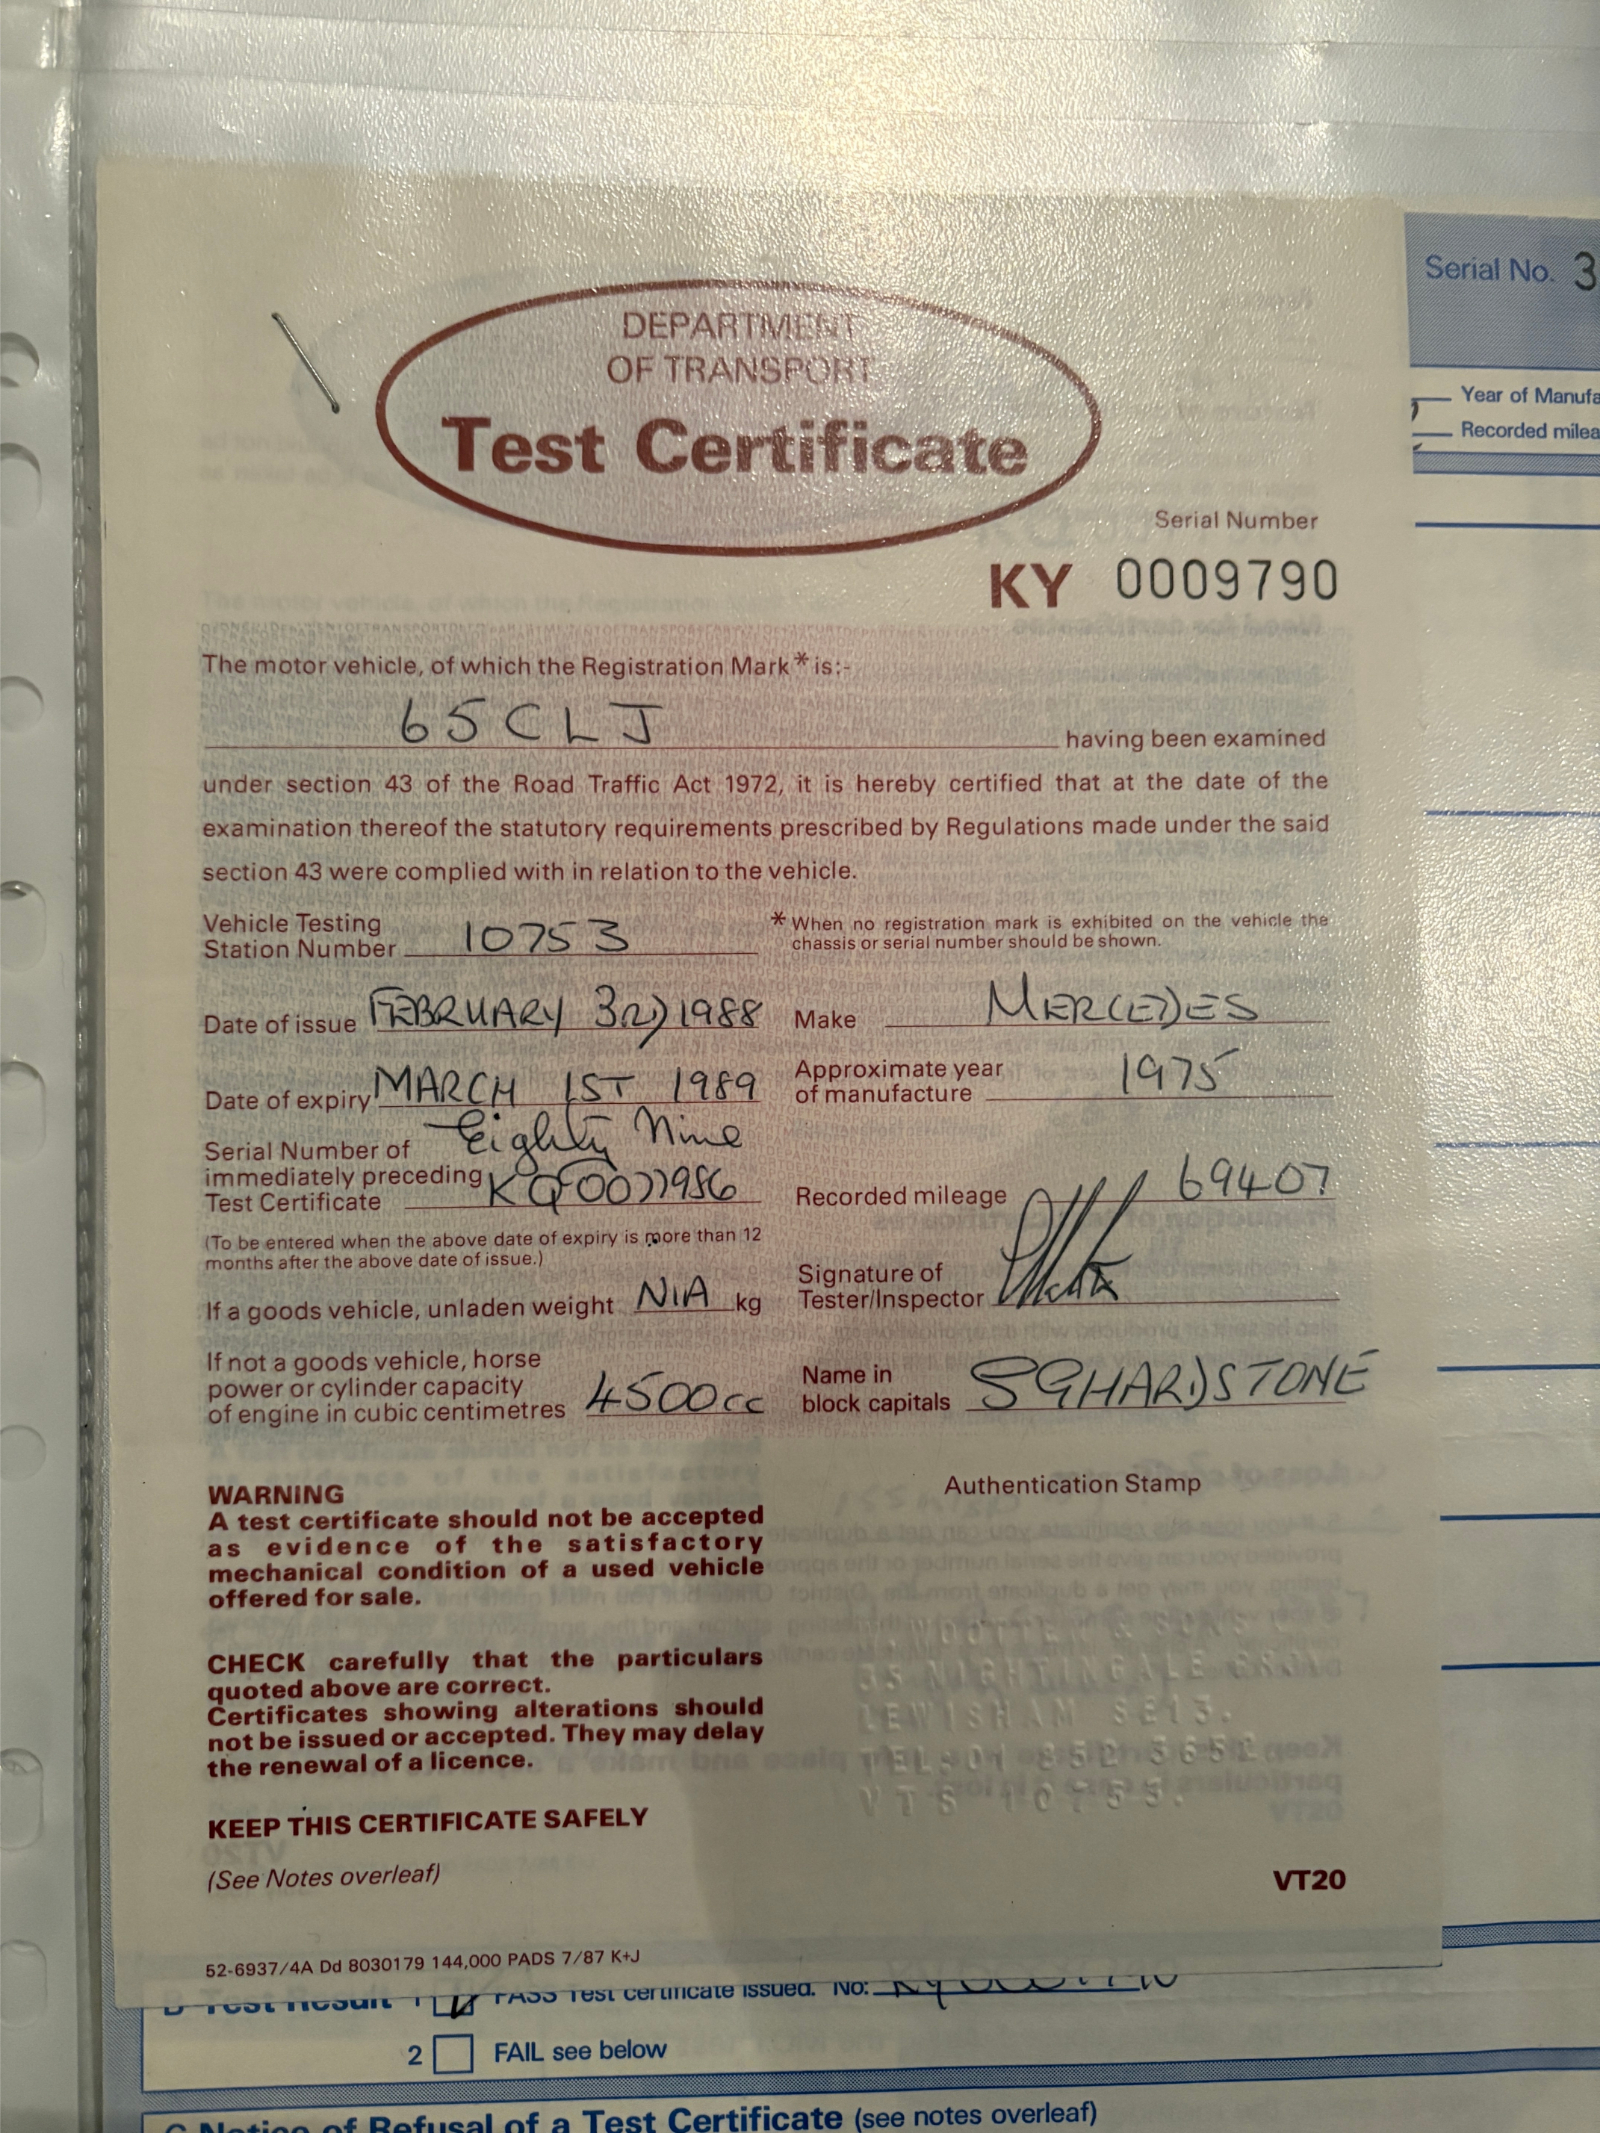 DEPARTMENT
OF TRANSPORT
Test Certificate
Serial Number
KY 0009790
The motor vehicle, of which the Registration Mark* is:-
65CLJ having been examined
under section 43 of the Road Traffic Act 1972, it is hereby certified that at the date of the
examination thereof the statutory requirements prescribed by Regulations made under the said
section 43 were complied with in relation to the vehicle.
Vehicle Testing
Station Number 10753
* When no registration mark is exhibited on the vehicle the
chassis or serial number should be shown.
Date of issue FEBRUARY 3RD 1988
Make MERCEDES
Date of expiry MARCH 1ST 1989
Eighty Nine
Approximate year
of manufacture 1975
Serial Number of
immediately preceding
Test Certificate KQ0077986
Recorded mileage 69407
(To be entered when the above date of expiry is more than 12
months after the above date of issue.)
Signature of
Tester/Inspector
If a goods vehicle, unladen weight N/A kg
If not a goods vehicle, horse
power or cylinder capacity
of engine in cubic centimetres 4500cc
Name in
block capitals SGHARDSTONE
WARNING
A test certificate should not be accepted
as evidence of the satisfactory
mechanical condition of a used vehicle
offered for sale.
CHECK carefully that the particulars
quoted above are correct.
Certificates showing alterations should
not be issued or accepted. They may delay
the renewal of a licence.
KEEP THIS CERTIFICATE SAFELY
(See Notes overleaf)
Authentication Stamp
& SONS
35 NIGHTINGALE GROVE
LEWISHAM SE13.
TEL:01 852 3652
VTS 10753.
VT20
52-6937/4A Dd 8030179 144,000 PADS 7/87 K+J
Serial No. 3
Year of Manufa
Recorded milea
B Test Result 1 PASS Test certificate issued. No:
2 FAIL see below
C Notice of Refusal of a Test Certificate (see notes overleaf)